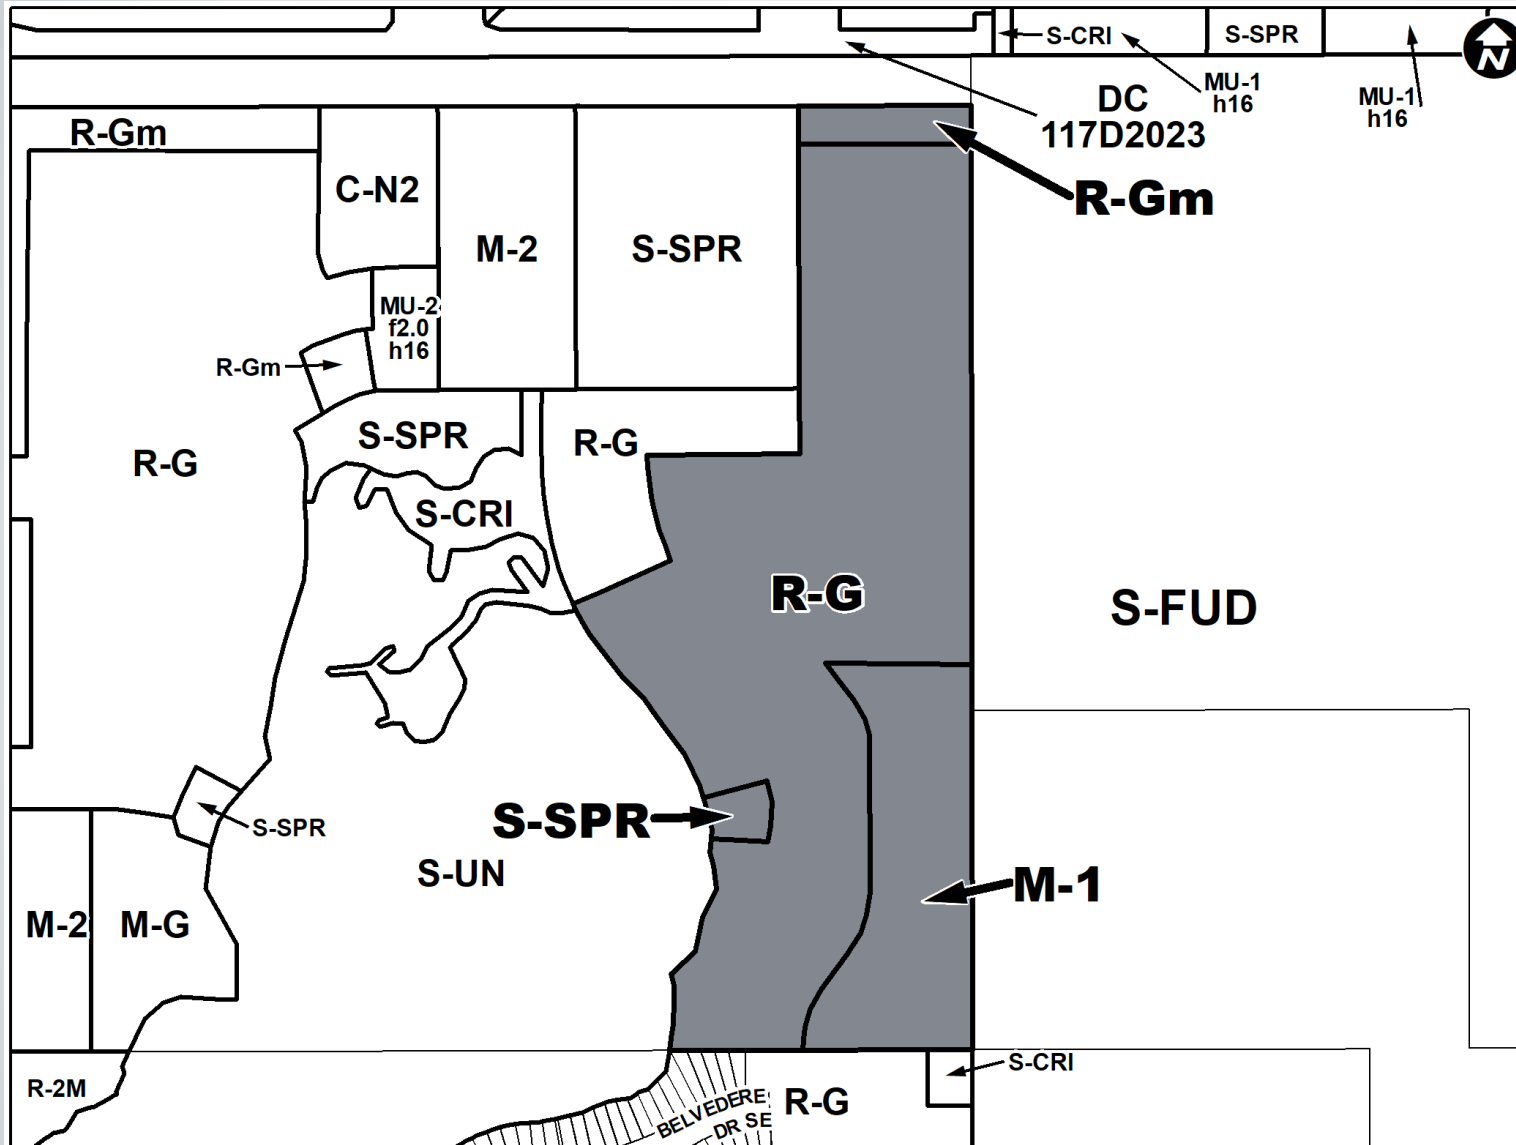 S-CRI
S-SPR
N
MU-1
h16
MU-1
h16
DC
117D2023
R-Gm
R-Gm
C-N2
M-2
S-SPR
MU-2
f2.0
h16
R-Gm
S-SPR
R-G
R-G
S-CRI
R-G
S-FUD
S-SPR
S-SPR
S-UN
M-1
M-2
M-G
S-CRI
R-2M
R-G
BELVEDERE
DR SE